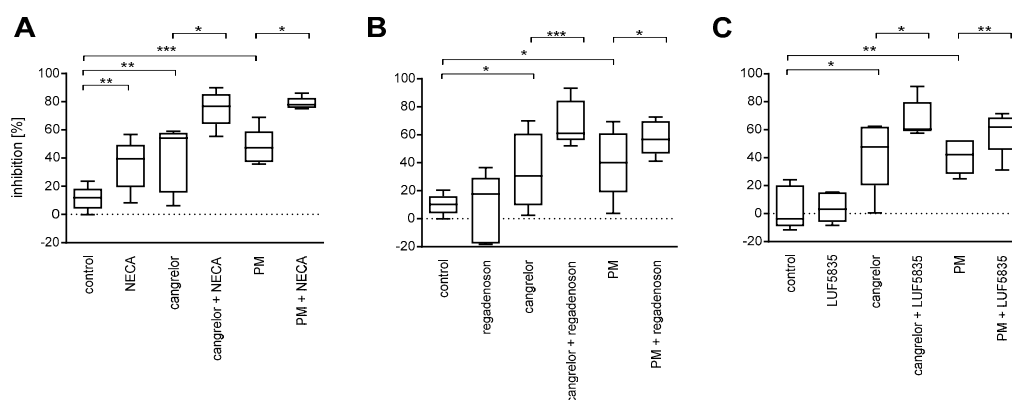 A
B
C
inhibition [%]
***
**
**
*
*
100
80
60
40
20
0
-20
control
NECA
cangrelor
cangrelor + NECA
PM
PM + NECA
*
*
***
*
100
80
60
40
20
0
-20
control
regadenoson
cangrelor
cangrelor + regadenoson
PM
PM + regadenoson
**
*
*
**
100
80
60
40
20
0
-20
control
LUF5835
cangrelor
cangrelor + LUF5835
PM
PM + LUF5835